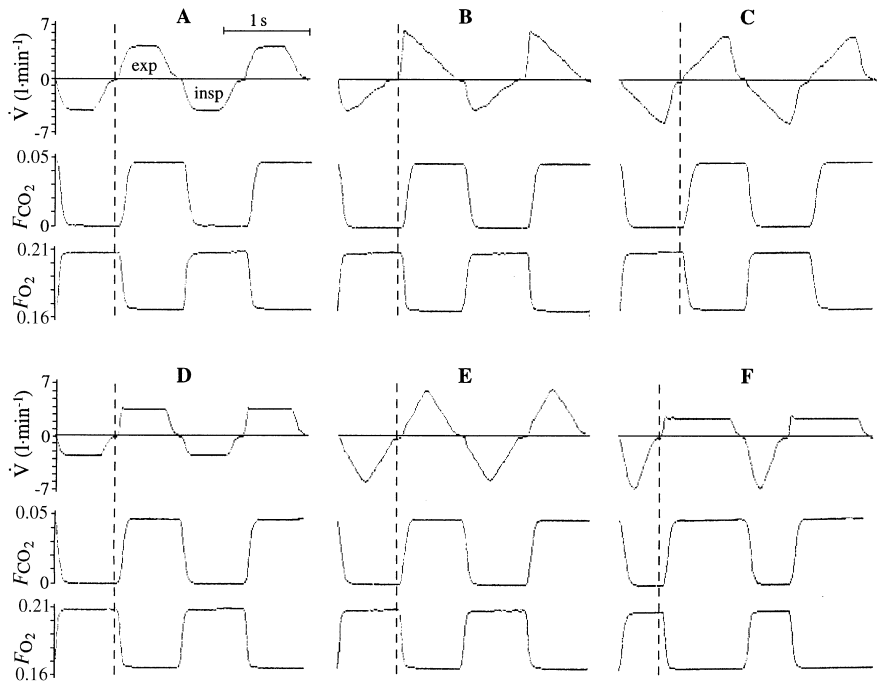 A B C
1 s
7
0
-7
V̇ (l·min⁻¹)
exp
insp
0.05
0
FCO₂
0.21
0.16
FO₂
D E F
7
0
-7
V̇ (l·min⁻¹)
0.05
0
FCO₂
0.21
0.16
FO₂